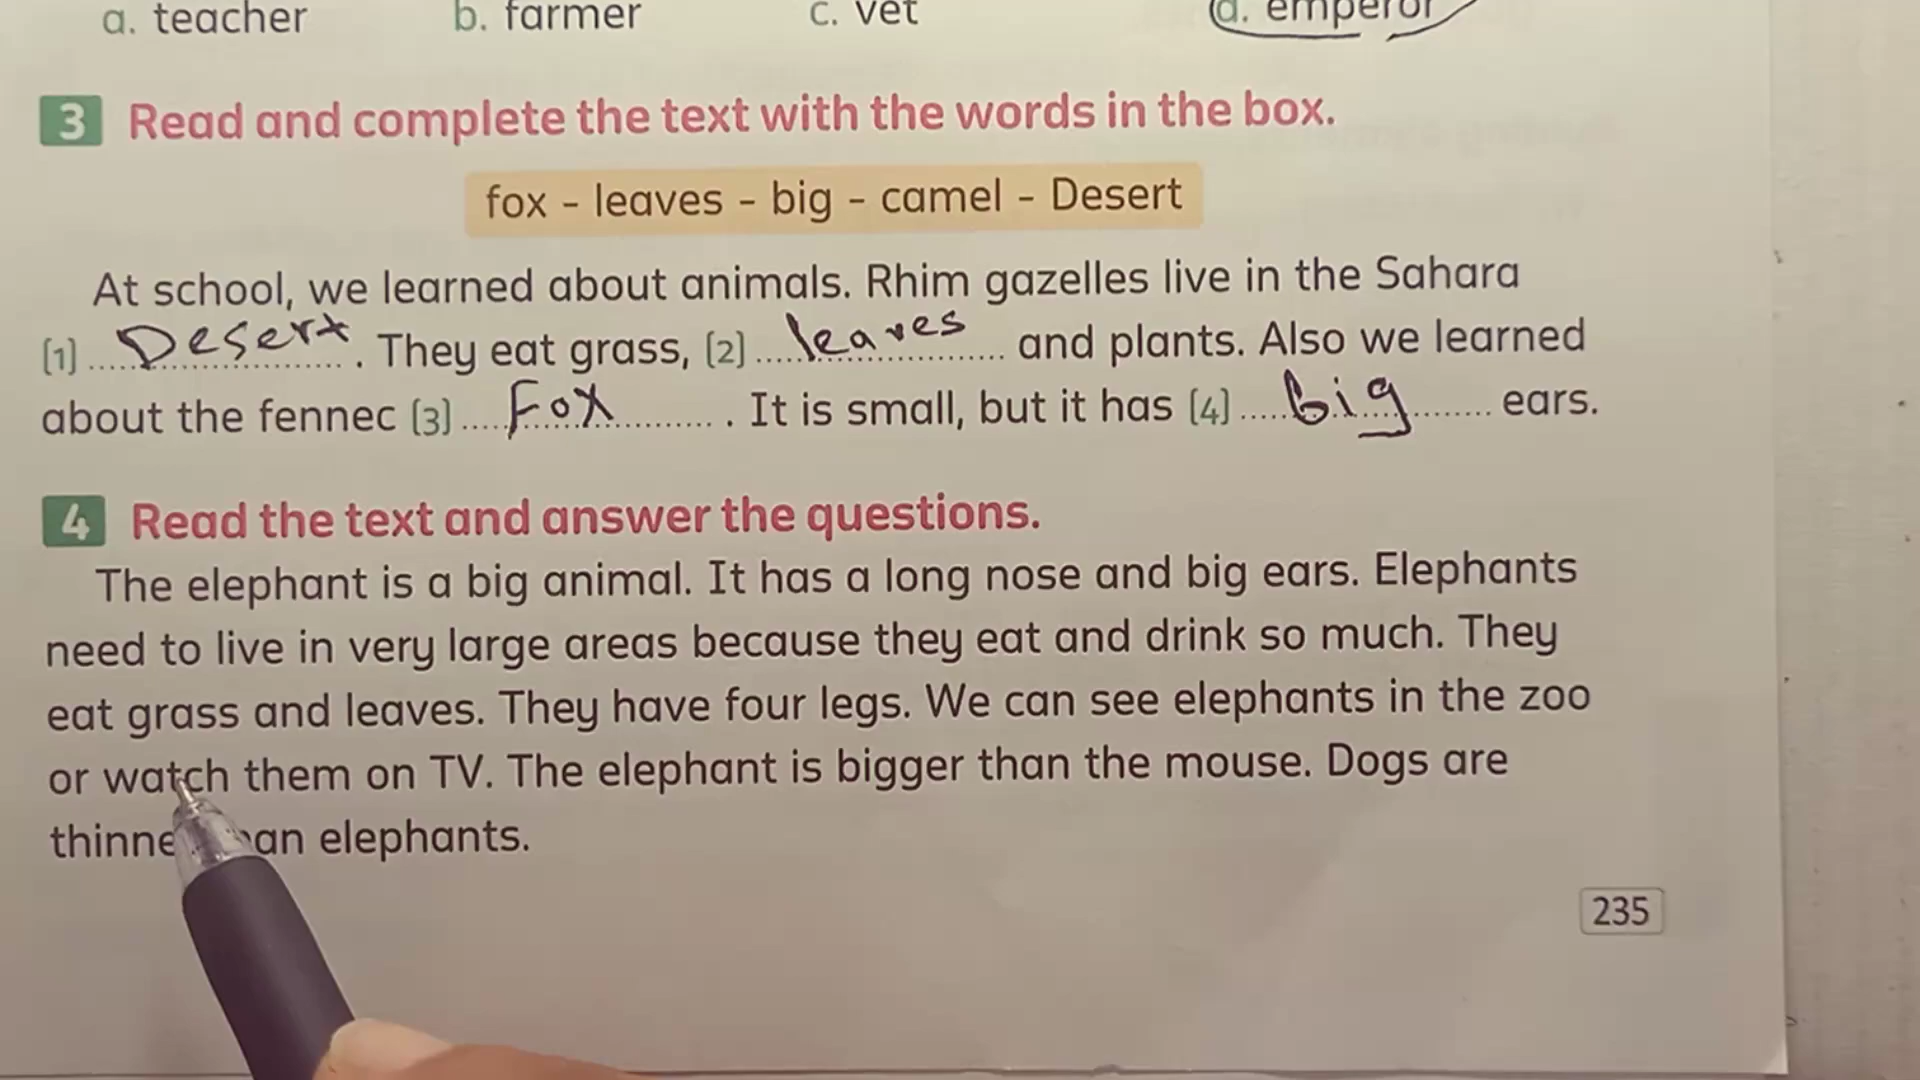 a. teacher b. farmer c. vet d. emperor
3 Read and complete the text with the words in the box.
fox - leaves - big - camel - Desert
At school, we learned about animals. Rhim gazelles live in the Sahara
(1) Desert . They eat grass, (2) leaves and plants. Also we learned
about the fennec (3) Fox . It is small, but it has (4) big ears.
4 Read the text and answer the questions.
The elephant is a big animal. It has a long nose and big ears. Elephants
need to live in very large areas because they eat and drink so much. They
eat grass and leaves. They have four legs. We can see elephants in the zoo
or watch them on TV. The elephant is bigger than the mouse. Dogs are
elephants.
235